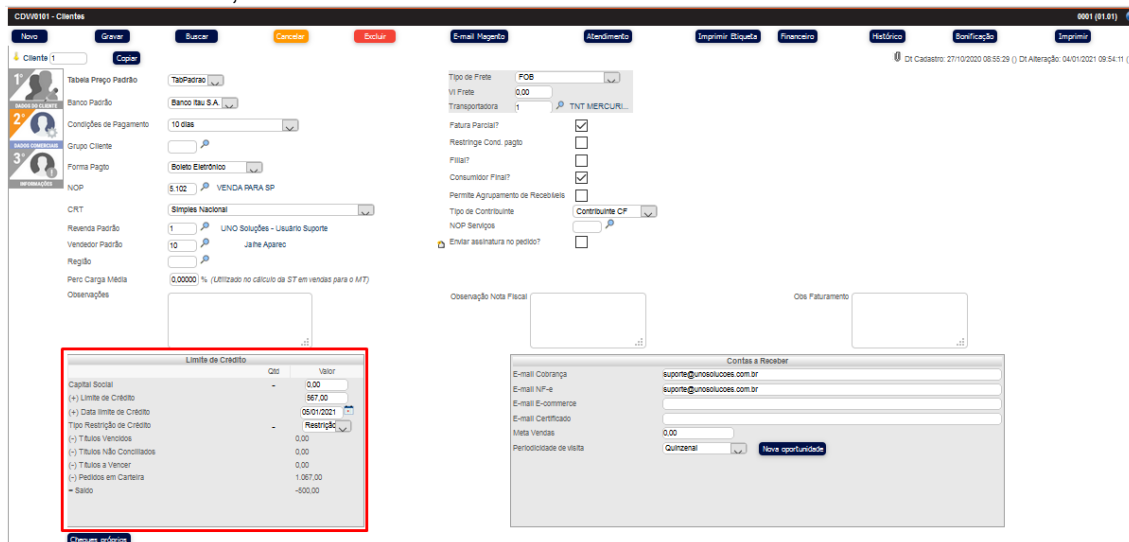 CDW0101 - Clientes 0001 (01.01)
Novo Gravar Buscar Cancelar Excluir E-mail Magento Atendimento Imprimir Etiqueta Financeiro Histórico Bonificação Imprimir
Cliente 1 Copiar Dt Cadastro: 27/10/2020 08:55:29 () Dt Alteração: 04/01/2021 09:54:11 (
1º DADOS DO CLIENTE
2º DADOS COMERCIAIS
3º INFORMAÇÕES
Tabela Preço Padrão TabPadrao
Banco Padrão Banco Itau S.A.
Condições de Pagamento 10 dias
Grupo Cliente
Forma Pagto Boleto Eletrônico
NOP 5.102 VENDA PARA SP
CRT Simples Nacional
Revenda Padrão 1 UNO Soluções - Usuário Suporte
Vendedor Padrão 10 Jaine Aparec
Região
Perc Carga Média 0,00000 % (Utilizado no cálculo da ST em vendas para o MT)
Observações
Tipo de Frete FOB
Vl Frete 0,00
Transportadora 1 TNT MERCURI...
Fatura Parcial?
Restringe Cond. pagto
Filial?
Consumidor Final?
Permite Agrupamento de Recebíveis
Tipo de Contribuinte Contribuinte CF
NOP Serviços
Enviar assinatura no pedido?
Observação Nota Fiscal
Obs Faturamento
Limite de Crédito
Qtd Valor
Capital Social - 0,00
(+) Limite de Crédito 567,00
(+) Data limite de Crédito 05/01/2021
Tipo Restrição de Crédito - Restrição
(-) Títulos Vencidos 0,00
(-) Títulos Não Conciliados 0,00
(-) Títulos a Vencer 0,00
(-) Pedidos em Carteira 1.067,00
= Saldo -500,00
Contas a Receber
E-mail Cobrança suporte@unosolucoes.com.br
E-mail NF-e suporte@unosolucoes.com.br
E-mail E-commerce
E-mail Certificado
Meta Vendas 0,00
Periodicidade de visita Quinzenal Nova oportunidade
Cheques próprios